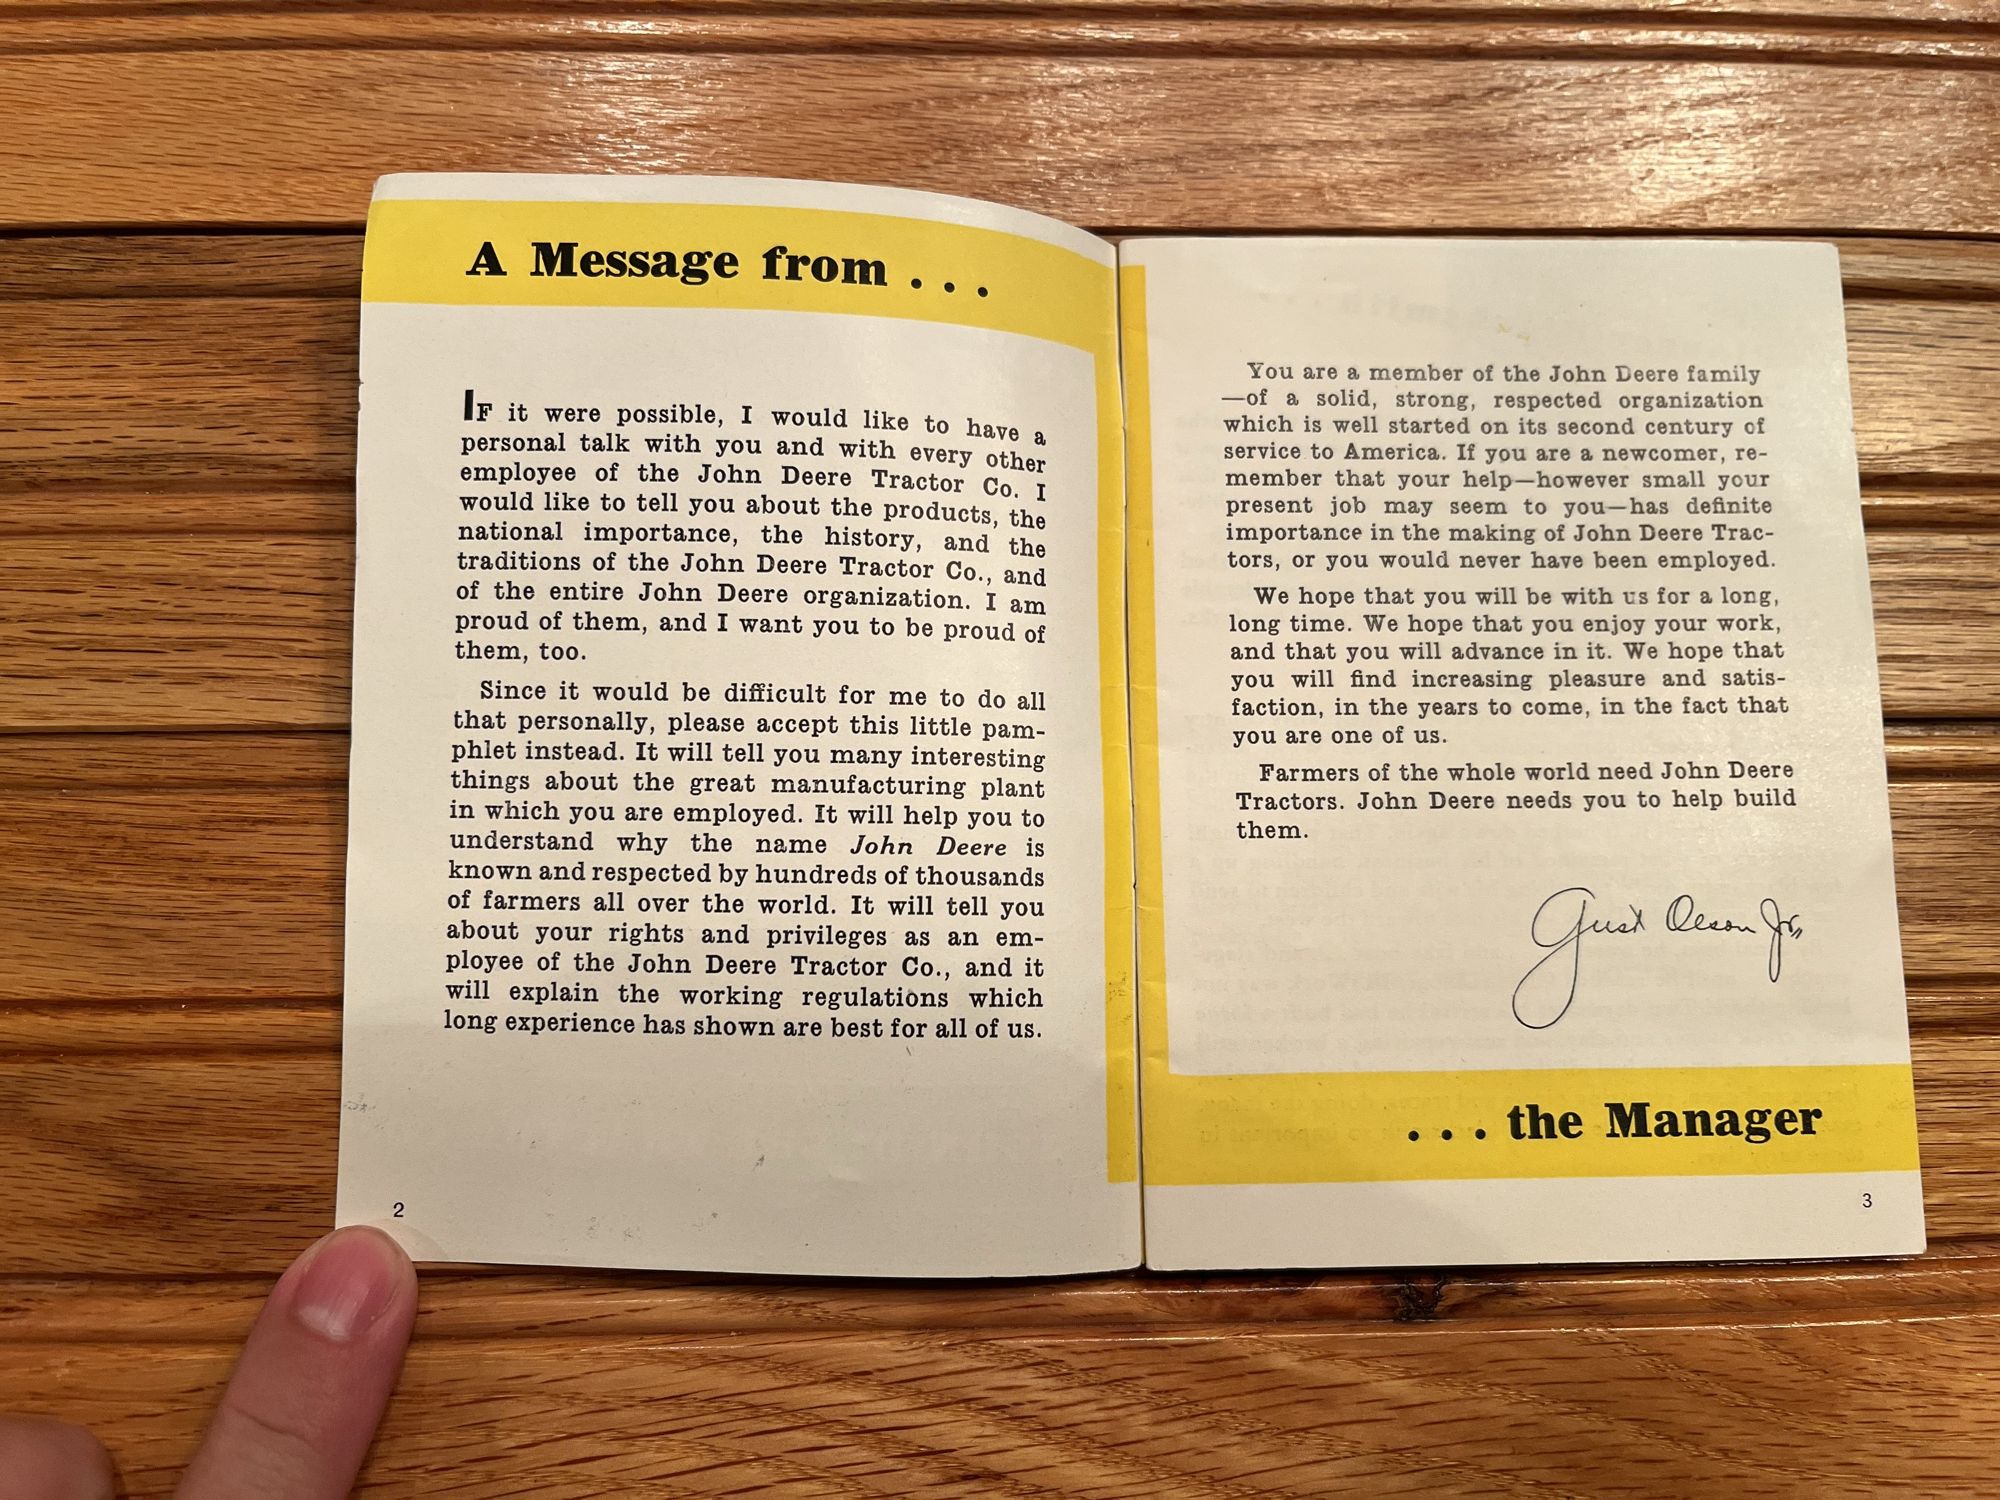 A Message from . . .
IF it were possible, I would like to have a
personal talk with you and with every other
employee of the John Deere Tractor Co. I
would like to tell you about the products, the
national importance, the history, and the
traditions of the John Deere Tractor Co., and
of the entire John Deere organization. I am
proud of them, and I want you to be proud of
them, too.
Since it would be difficult for me to do all
that personally, please accept this little pam-
phlet instead. It will tell you many interesting
things about the great manufacturing plant
in which you are employed. It will help you to
understand why the name John Deere is
known and respected by hundreds of thousands
of farmers all over the world. It will tell you
about your rights and privileges as an em-
ployee of the John Deere Tractor Co., and it
will explain the working regulations which
long experience has shown are best for all of us.
2
You are a member of the John Deere family
—of a solid, strong, respected organization
which is well started on its second century of
service to America. If you are a newcomer, re-
member that your help—however small your
present job may seem to you—has definite
importance in the making of John Deere Trac-
tors, or you would never have been employed.
We hope that you will be with us for a long,
long time. We hope that you enjoy your work,
and that you will advance in it. We hope that
you will find increasing pleasure and satis-
faction, in the years to come, in the fact that
you are one of us.
Farmers of the whole world need John Deere
Tractors. John Deere needs you to help build
them.
Gust Olson Jr.,
. . . the Manager
3